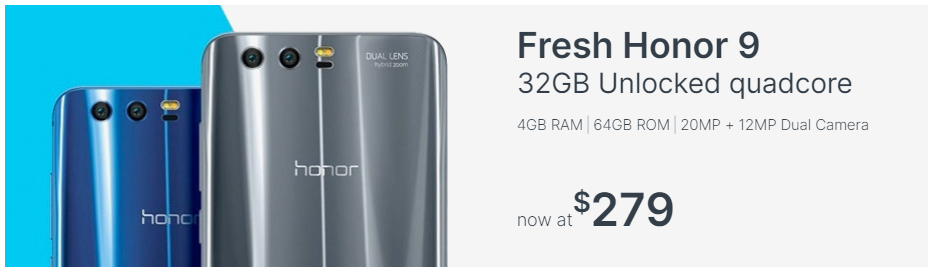 DUAL LENS
hybrid zoom
honor
honor
Fresh Honor 9
32GB Unlocked quadcore
4GB RAM | 64GB ROM | 20MP + 12MP Dual Camera
now at $279